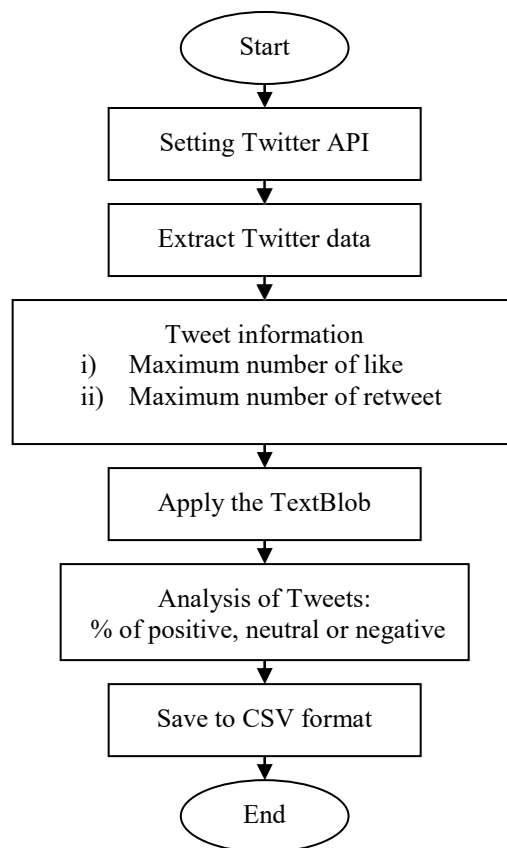 Start
Setting Twitter API
Extract Twitter data
Tweet information
i) Maximum number of like
ii) Maximum number of retweet
Apply the TextBlob
Analysis of Tweets:
% of positive, neutral or negative
Save to CSV format
End